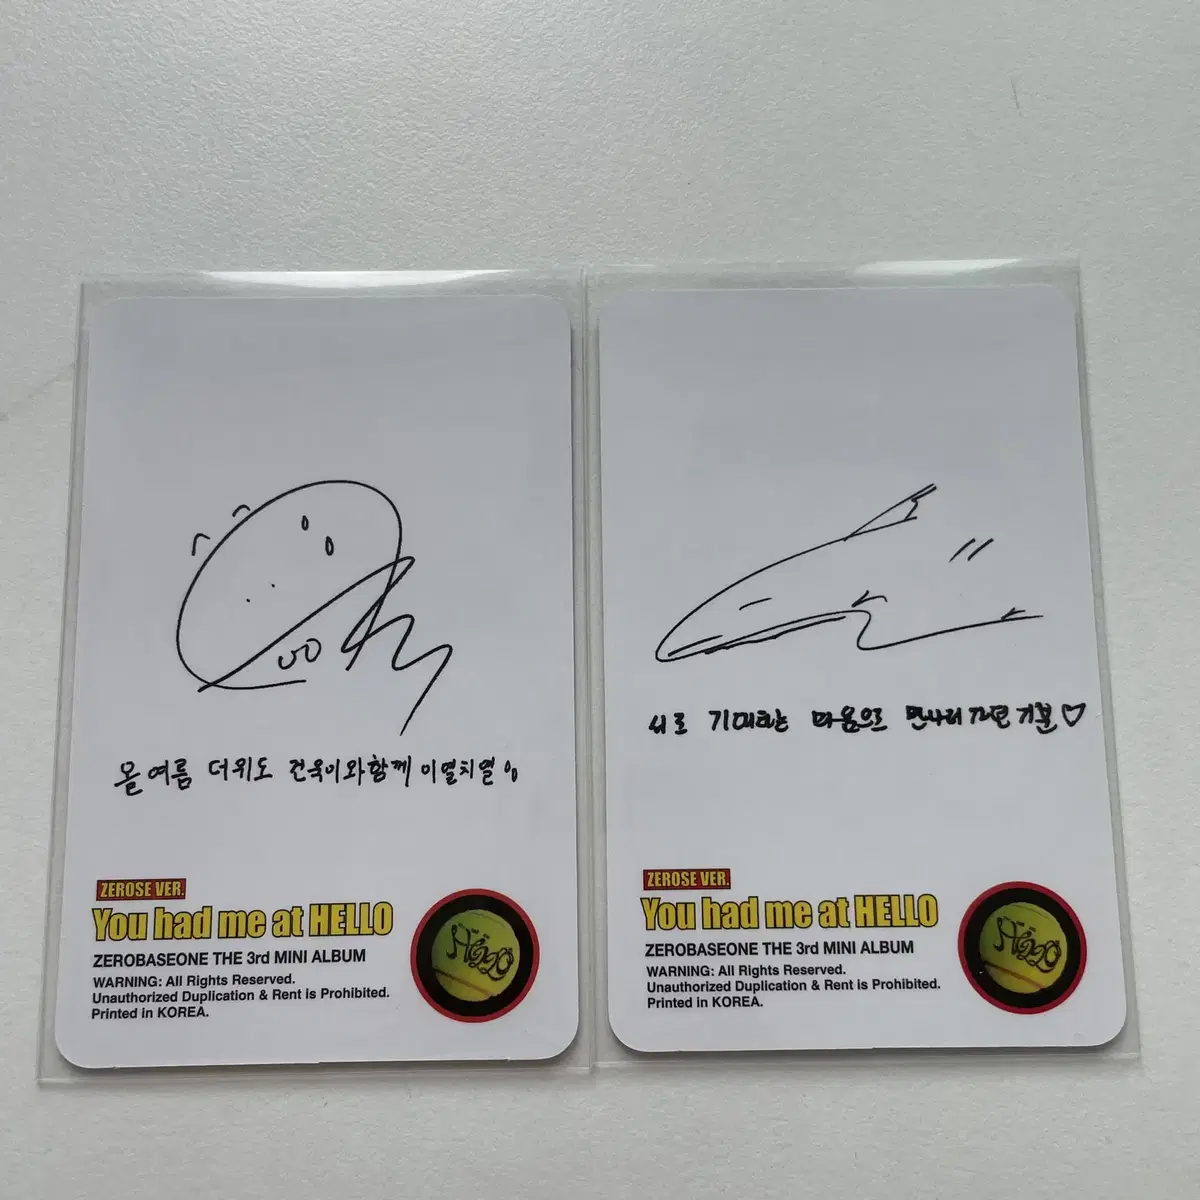 올 여름 더위도 건욱이와 함께 이열치열
ZEROSE VER.
You had me at HELLO
ZEROBASEONE THE 3rd MINI ALBUM
WARNING: All Rights Reserved.
Unauthorized Duplication & Rent is Prohibited.
Printed in KOREA.
서로 기대하는 마음으로 만나러 가면 기분♡
ZEROSE VER.
You had me at HELLO
ZEROBASEONE THE 3rd MINI ALBUM
WARNING: All Rights Reserved.
Unauthorized Duplication & Rent is Prohibited.
Printed in KOREA.